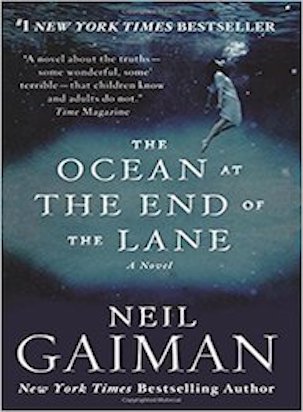 #1 NEW YORK TIMES BESTSELLER
"A novel about the truths—
some wonderful, some
terrible—that children know
and adults do not."
Time Magazine
THE
OCEAN AT
THE END OF
THE LANE
A Novel
NEIL
GAIMAN
New York Times Bestselling Author
Copyrighted Material